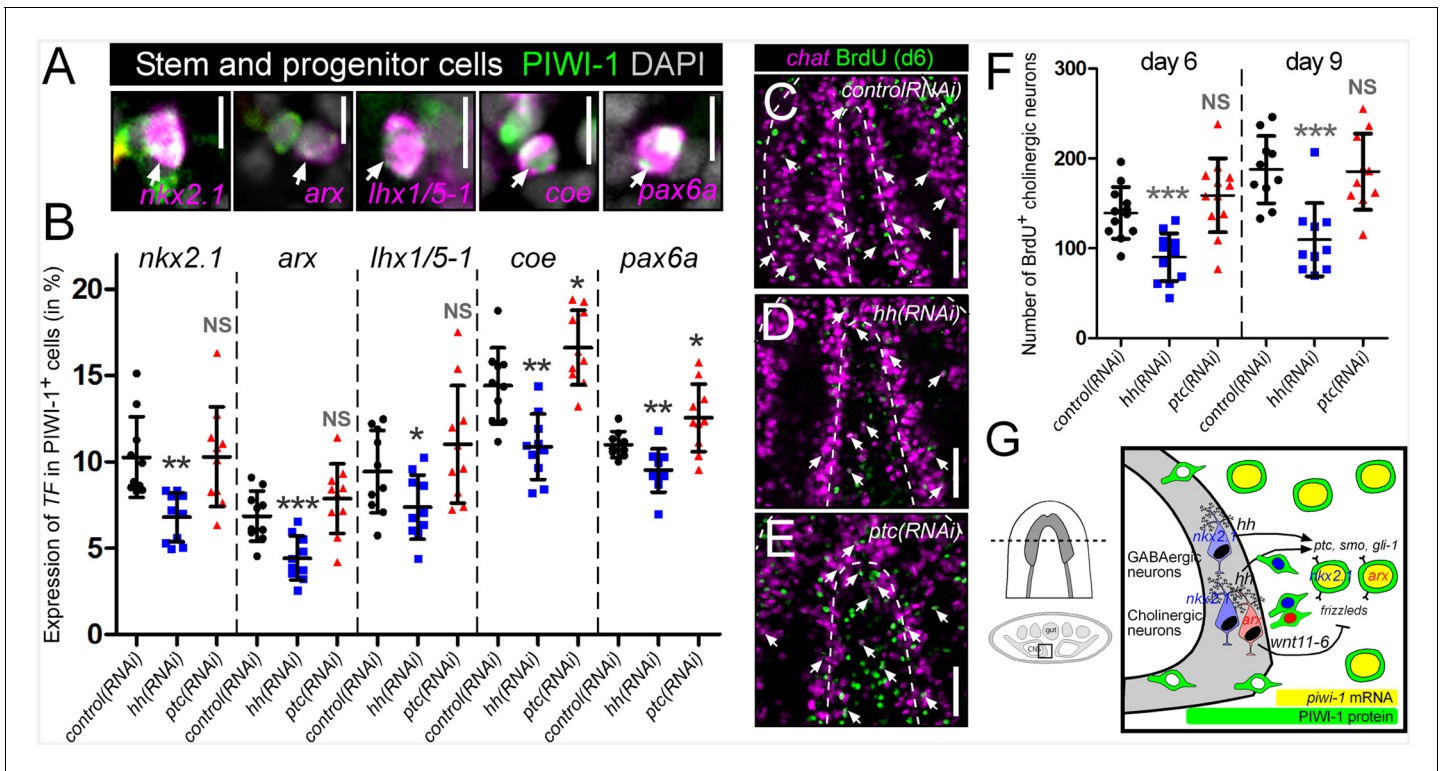 A
Stem and progenitor cells PIWI-1 DAPI
nkx2.1
arx
lhx1/5-1
coe
pax6a
B
nkx2.1 arx lhx1/5-1 coe pax6a
Expression of TF in PIWI-1+ cells (in %)
20
15
10
5
0
** NS
*** NS
* NS
** *
** *
control(RNAi)
hh(RNAi)
ptc(RNAi)
control(RNAi)
hh(RNAi)
ptc(RNAi)
control(RNAi)
hh(RNAi)
ptc(RNAi)
control(RNAi)
hh(RNAi)
ptc(RNAi)
control(RNAi)
hh(RNAi)
ptc(RNAi)
chat BrdU (d6)
C
controlRNAi)
D
hh(RNAi)
E
ptc(RNAi)
F
day 6 day 9
Number of BrdU+ cholinergic neurons
300
200
100
0
*** NS
*** NS
control(RNAi)
hh(RNAi)
ptc(RNAi)
control(RNAi)
hh(RNAi)
ptc(RNAi)
G
gut
CNS
hh
nkx2.1
ptc, smo, gli-1
GABAergic
neurons
hh
nkx2.1
arx
nkx2.1
Cholinergic
neurons
arx
frizzleds
wnt11-6
piwi-1 mRNA
PIWI-1 protein